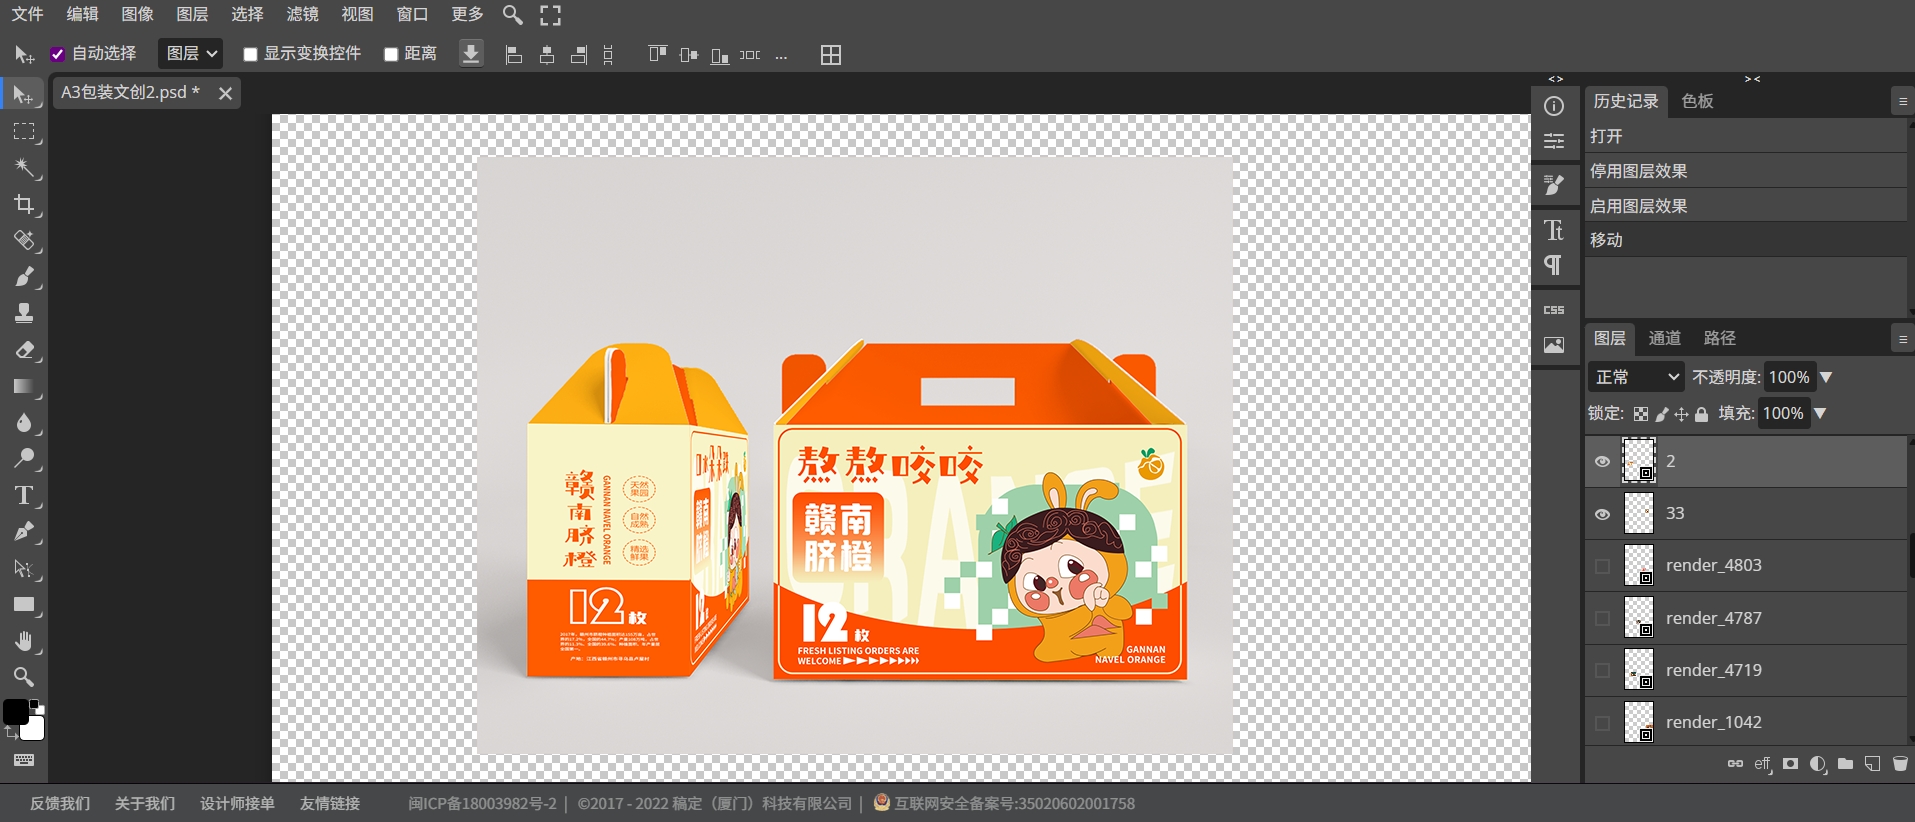 文件 编辑 图像 图层 选择 滤镜 视图 窗口 更多
自动选择 图层 显示变换控件 距离 ...
A3包装文创2.psd *
历史记录 色板
打开
停用图层效果
启用图层效果
移动
CSS
图层 通道 路径
正常 不透明度: 100%
锁定: 填充: 100%
2
33
render_4803
render_4787
render_4719
render_1042
eff
熬熬咬咬
赣南
脐橙
12枚
FRESH LISTING ORDERS ARE
WELCOME
GANNAN
NAVEL ORANGE
赣南脐橙
GANNAN NAVEL ORANGE
天然
果园
自然
成熟
精选
鲜果
12枚
赣南
脐橙
12
反馈我们 关于我们 设计师接单 友情链接 闽ICP备18003982号-2 | ©2017 - 2022 稿定（厦门）科技有限公司 | 互联网安全备案号:35020602001758